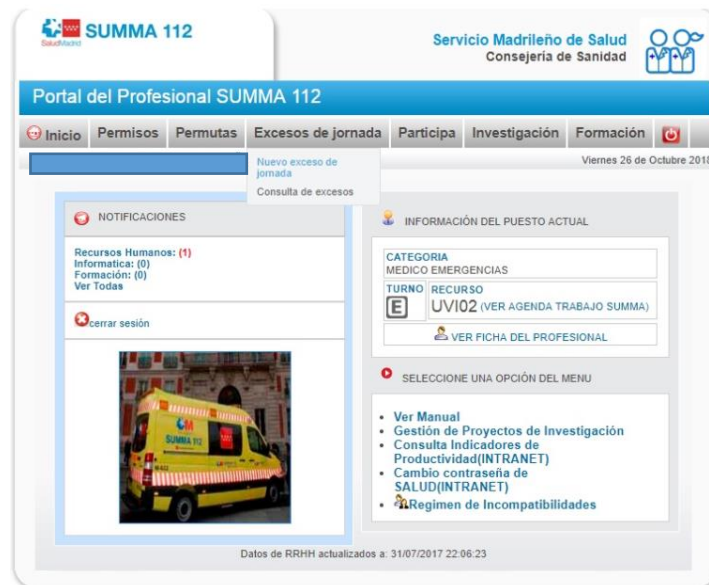 SaludMadrid
SUMMA 112
Servicio Madrileño de Salud
Consejería de Sanidad
Portal del Profesional SUMMA 112
Inicio Permisos Permutas Excesos de jornada Participa Investigación Formación
Nuevo exceso de
jornada
Consulta de excesos
Viernes 26 de Octubre 2018
NOTIFICACIONES
Recursos Humanos: (1)
Informatica: (0)
Formación: (0)
Ver Todas
cerrar sesión
SUMMA 112
INFORMACIÓN DEL PUESTO ACTUAL
CATEGORIA
MEDICO EMERGENCIAS
TURNO RECURSO
E UVI02 (VER AGENDA TRABAJO SUMMA)
VER FICHA DEL PROFESIONAL
SELECCIONE UNA OPCIÓN DEL MENU
Ver Manual
Gestión de Proyectos de Investigación
Consulta Indicadores de
Productividad(INTRANET)
Cambio contraseña de
SALUD(INTRANET)
Regimen de Incompatibilidades
Datos de RRHH actualizados a: 31/07/2017 22:06:23